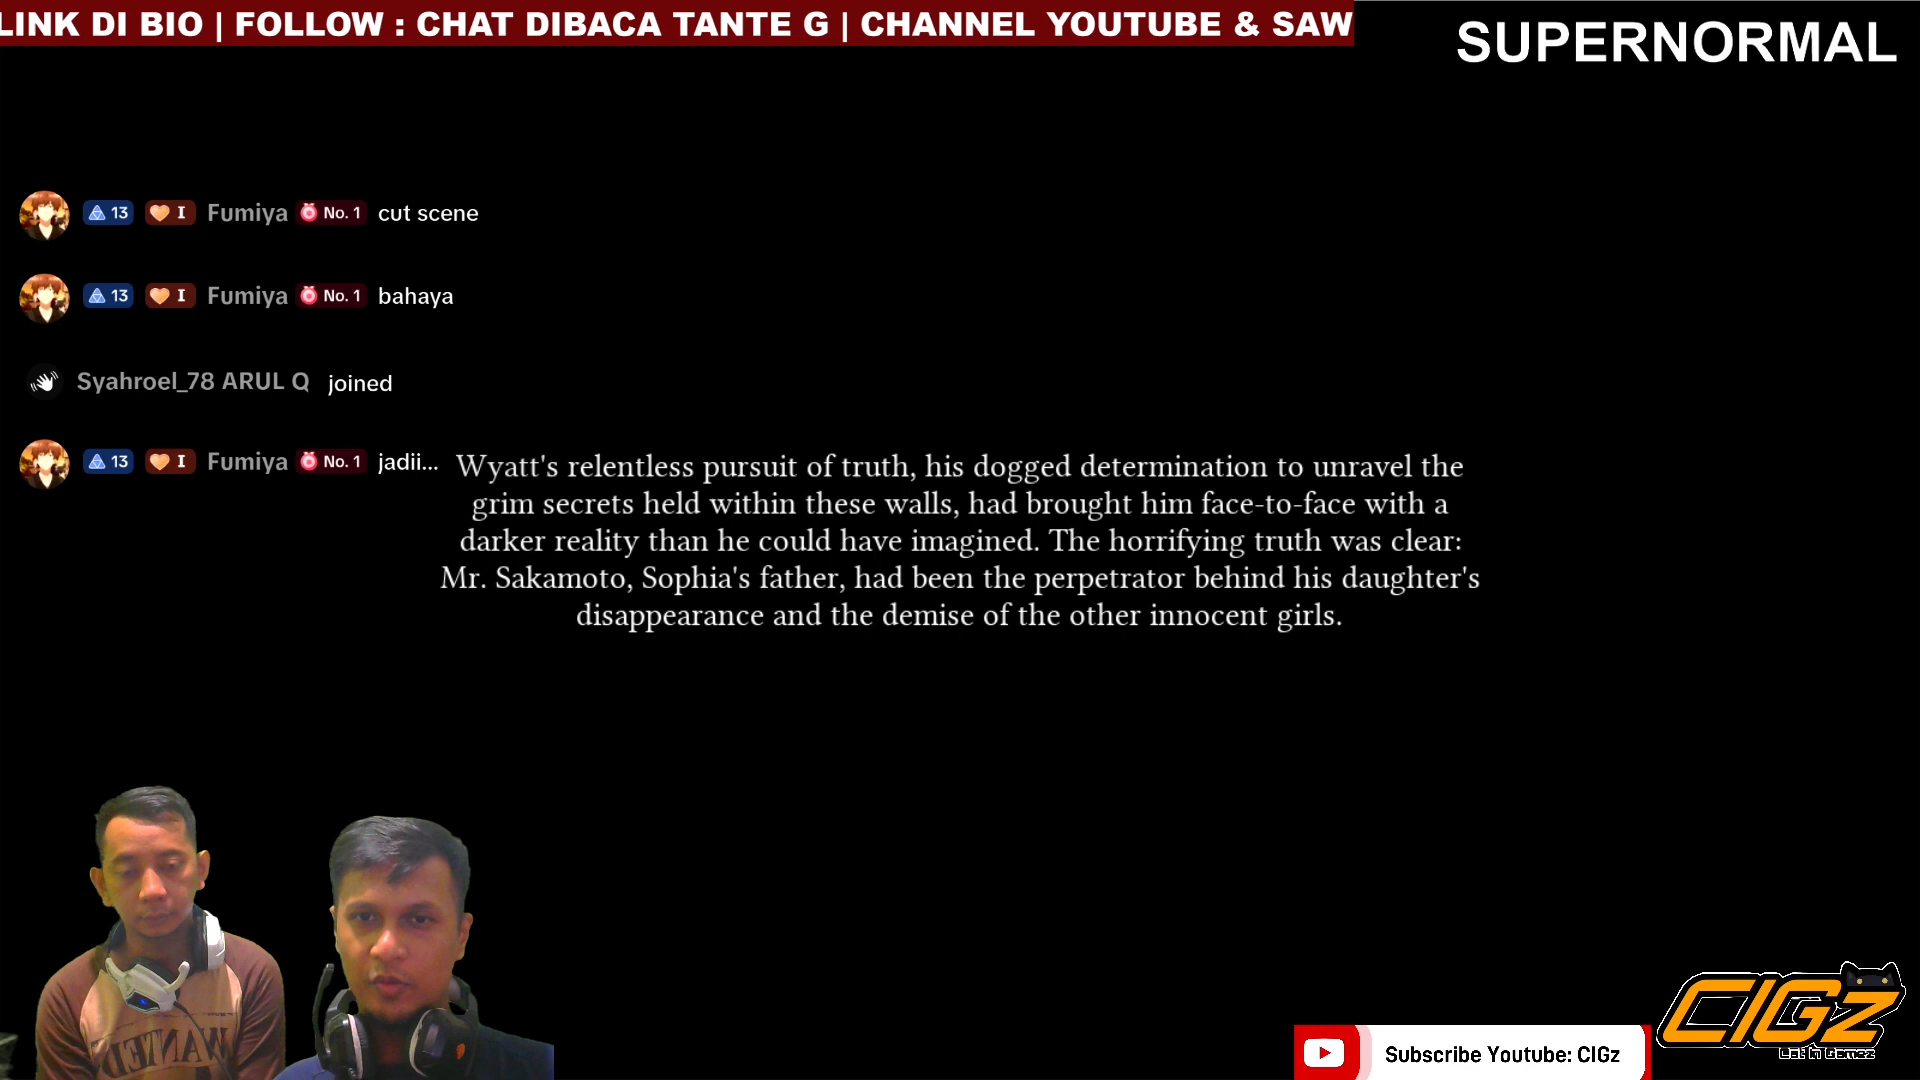 LINK DI BIO | FOLLOW : CHAT DIBACA TANTE G | CHANNEL YOUTUBE & SAW
SUPERNORMAL
13 I Fumiya No. 1 cut scene
13 I Fumiya No. 1 bahaya
Syahroel_78 ARUL Q joined
13 I Fumiya No. 1 jadii...
Wyatt's relentless pursuit of truth, his dogged determination to unravel the
grim secrets held within these walls, had brought him face-to-face with a
darker reality than he could have imagined. The horrifying truth was clear:
Mr. Sakamoto, Sophia's father, had been the perpetrator behind his daughter's
disappearance and the demise of the other innocent girls.
WANTED
CIGz
Cat In Gamez
Subscribe Youtube: CIGz